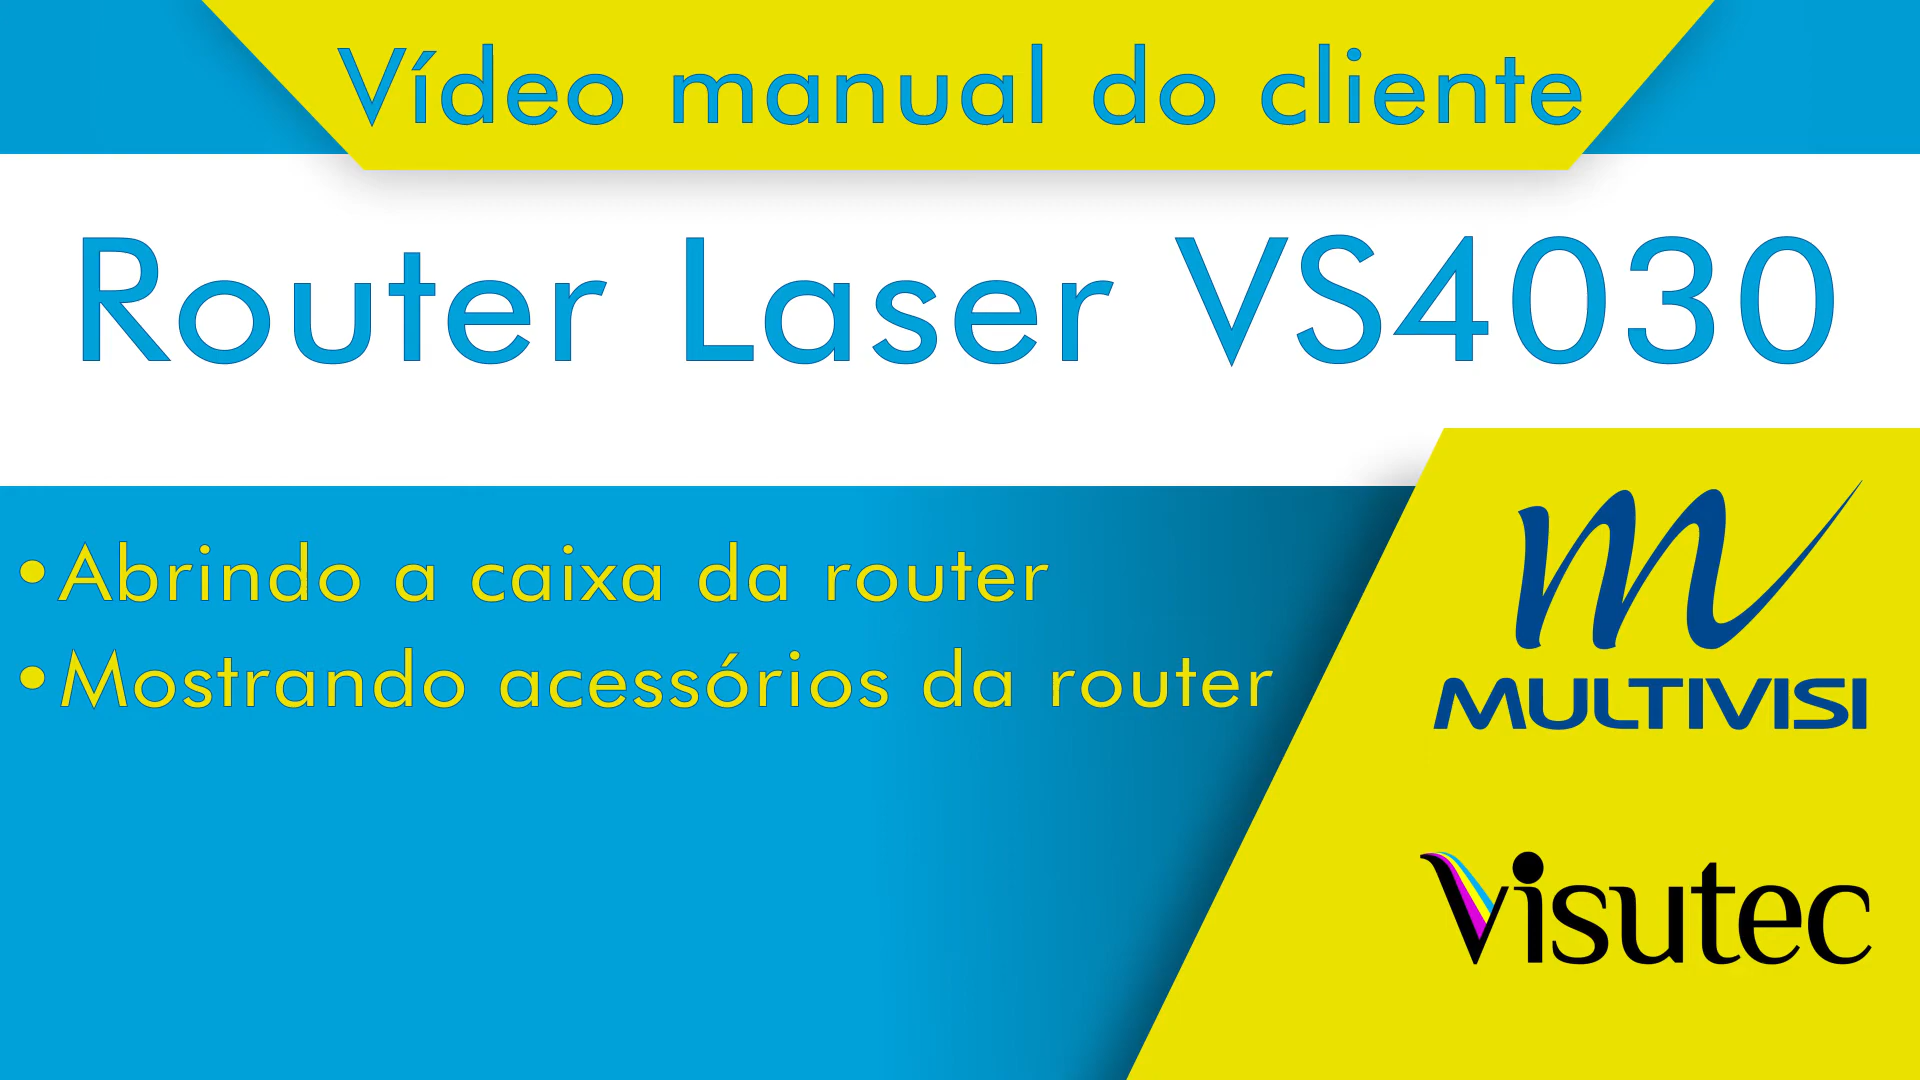 Vídeo manual do cliente
Router Laser VS4030
•Abrindo a caixa da router
•Mostrando acessórios da router
m
MULTIVISI
Visutec